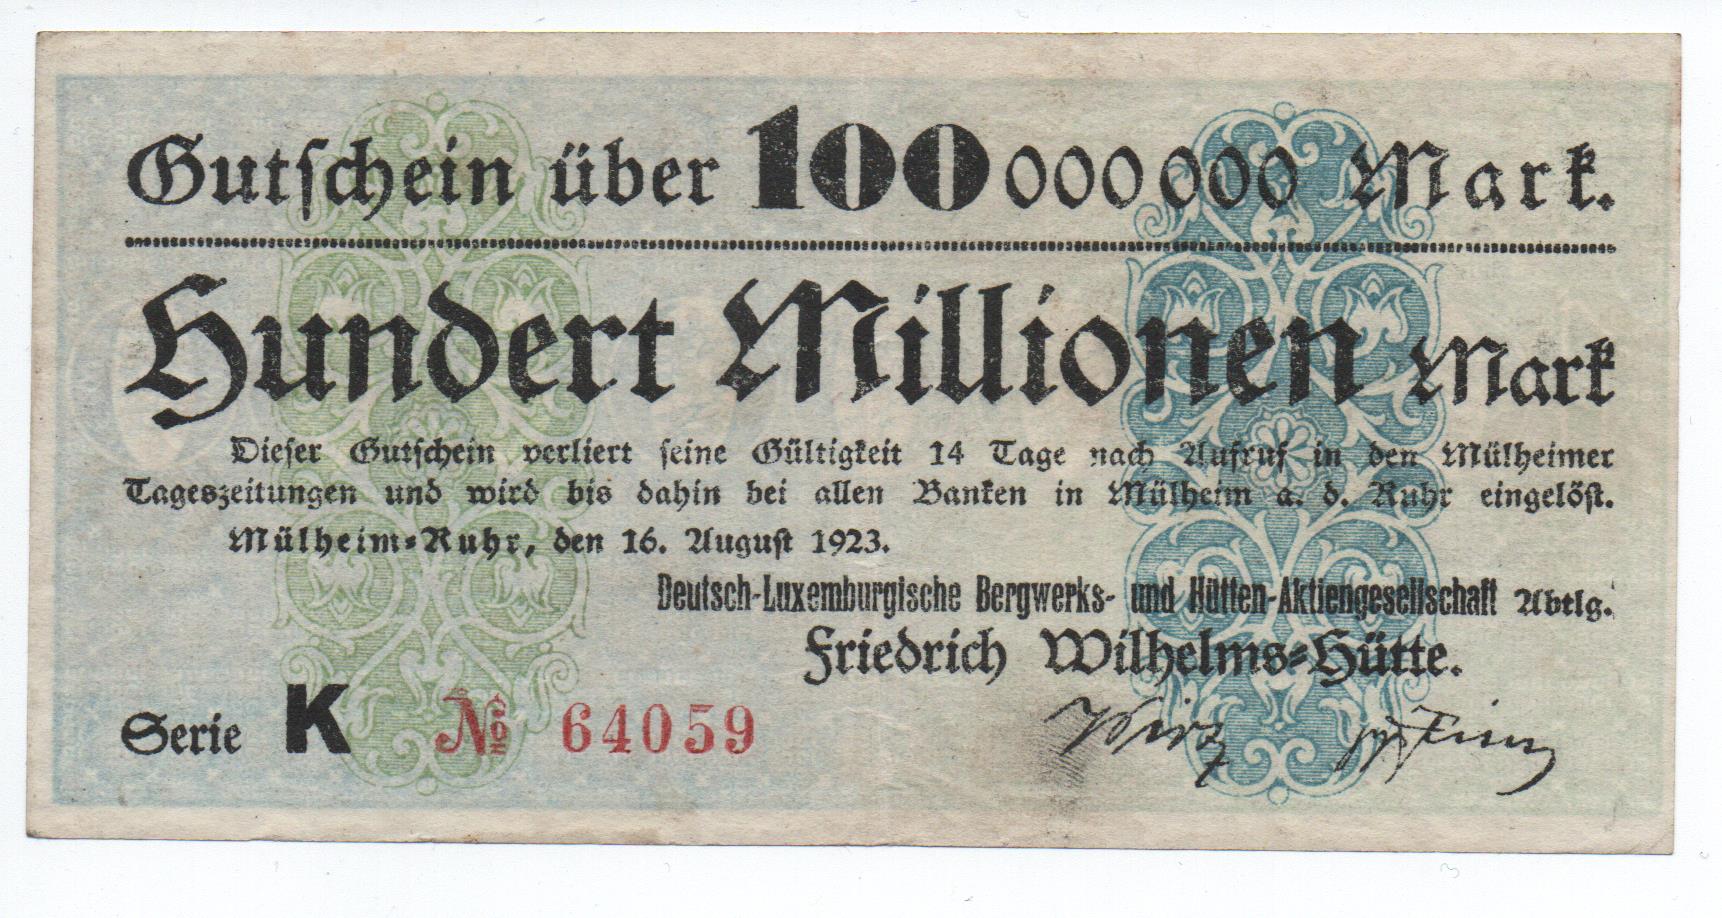 Gutschein über 100 000 000 Mark.
Hundert Millionen Mark
Dieser Gutschein verliert seine Gültigkeit 14 Tage nach Aufruf in den Mülheimer
Tageszeitungen und wird bis dahin bei allen Banken in Mülheim a. d. Ruhr eingelöst.
Mülheim-Ruhr, den 16. August 1923.
Deutsch-Luxemburgische Bergwerks- und Hütten-Aktiengesellschaft Abtlg.
Friedrich Wilhelms-Hütte.
Serie K No 64059